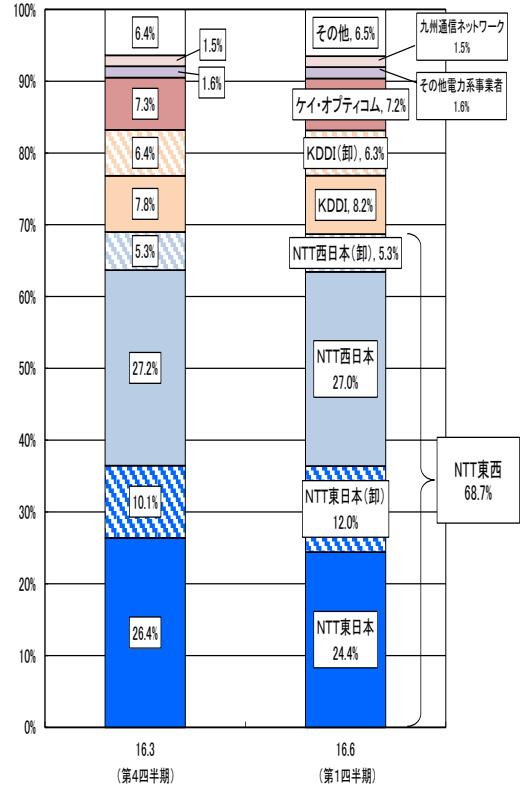 100%
90%
80%
70%
60%
50%
40%
30%
20%
10%
0%
6.4%
1.5%
1.6%
7.3%
6.4%
7.8%
5.3%
27.2%
10.1%
26.4%
その他, 6.5%
九州通信ネットワーク
1.5%
その他電力系事業者
1.6%
ケイ・オプティコム, 7.2%
KDDI(卸), 6.3%
KDDI, 8.2%
NTT西日本(卸), 5.3%
NTT西日本
27.0%
NTT東日本(卸)
12.0%
NTT東日本
24.4%
NTT東西
68.7%
16.3
(第4四半期)
16.6
(第1四半期)